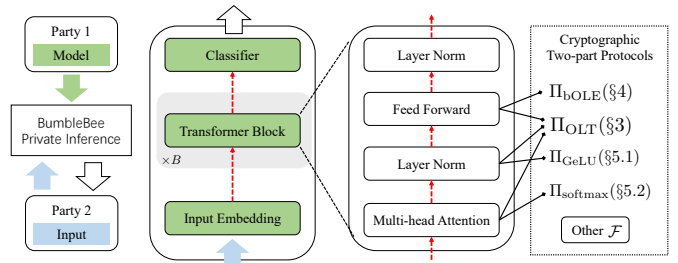 Party 1
Model
BumbleBee
Private Inference
Party 2
Input
Classifier
Transformer Block
×B
Input Embedding
Layer Norm
Feed Forward
Layer Norm
Multi-head Attention
Cryptographic
Two-part Protocols
Π_bOLE(§4)
Π_OLT(§3)
Π_GeLU(§5.1)
Π_softmax(§5.2)
Other ℱ